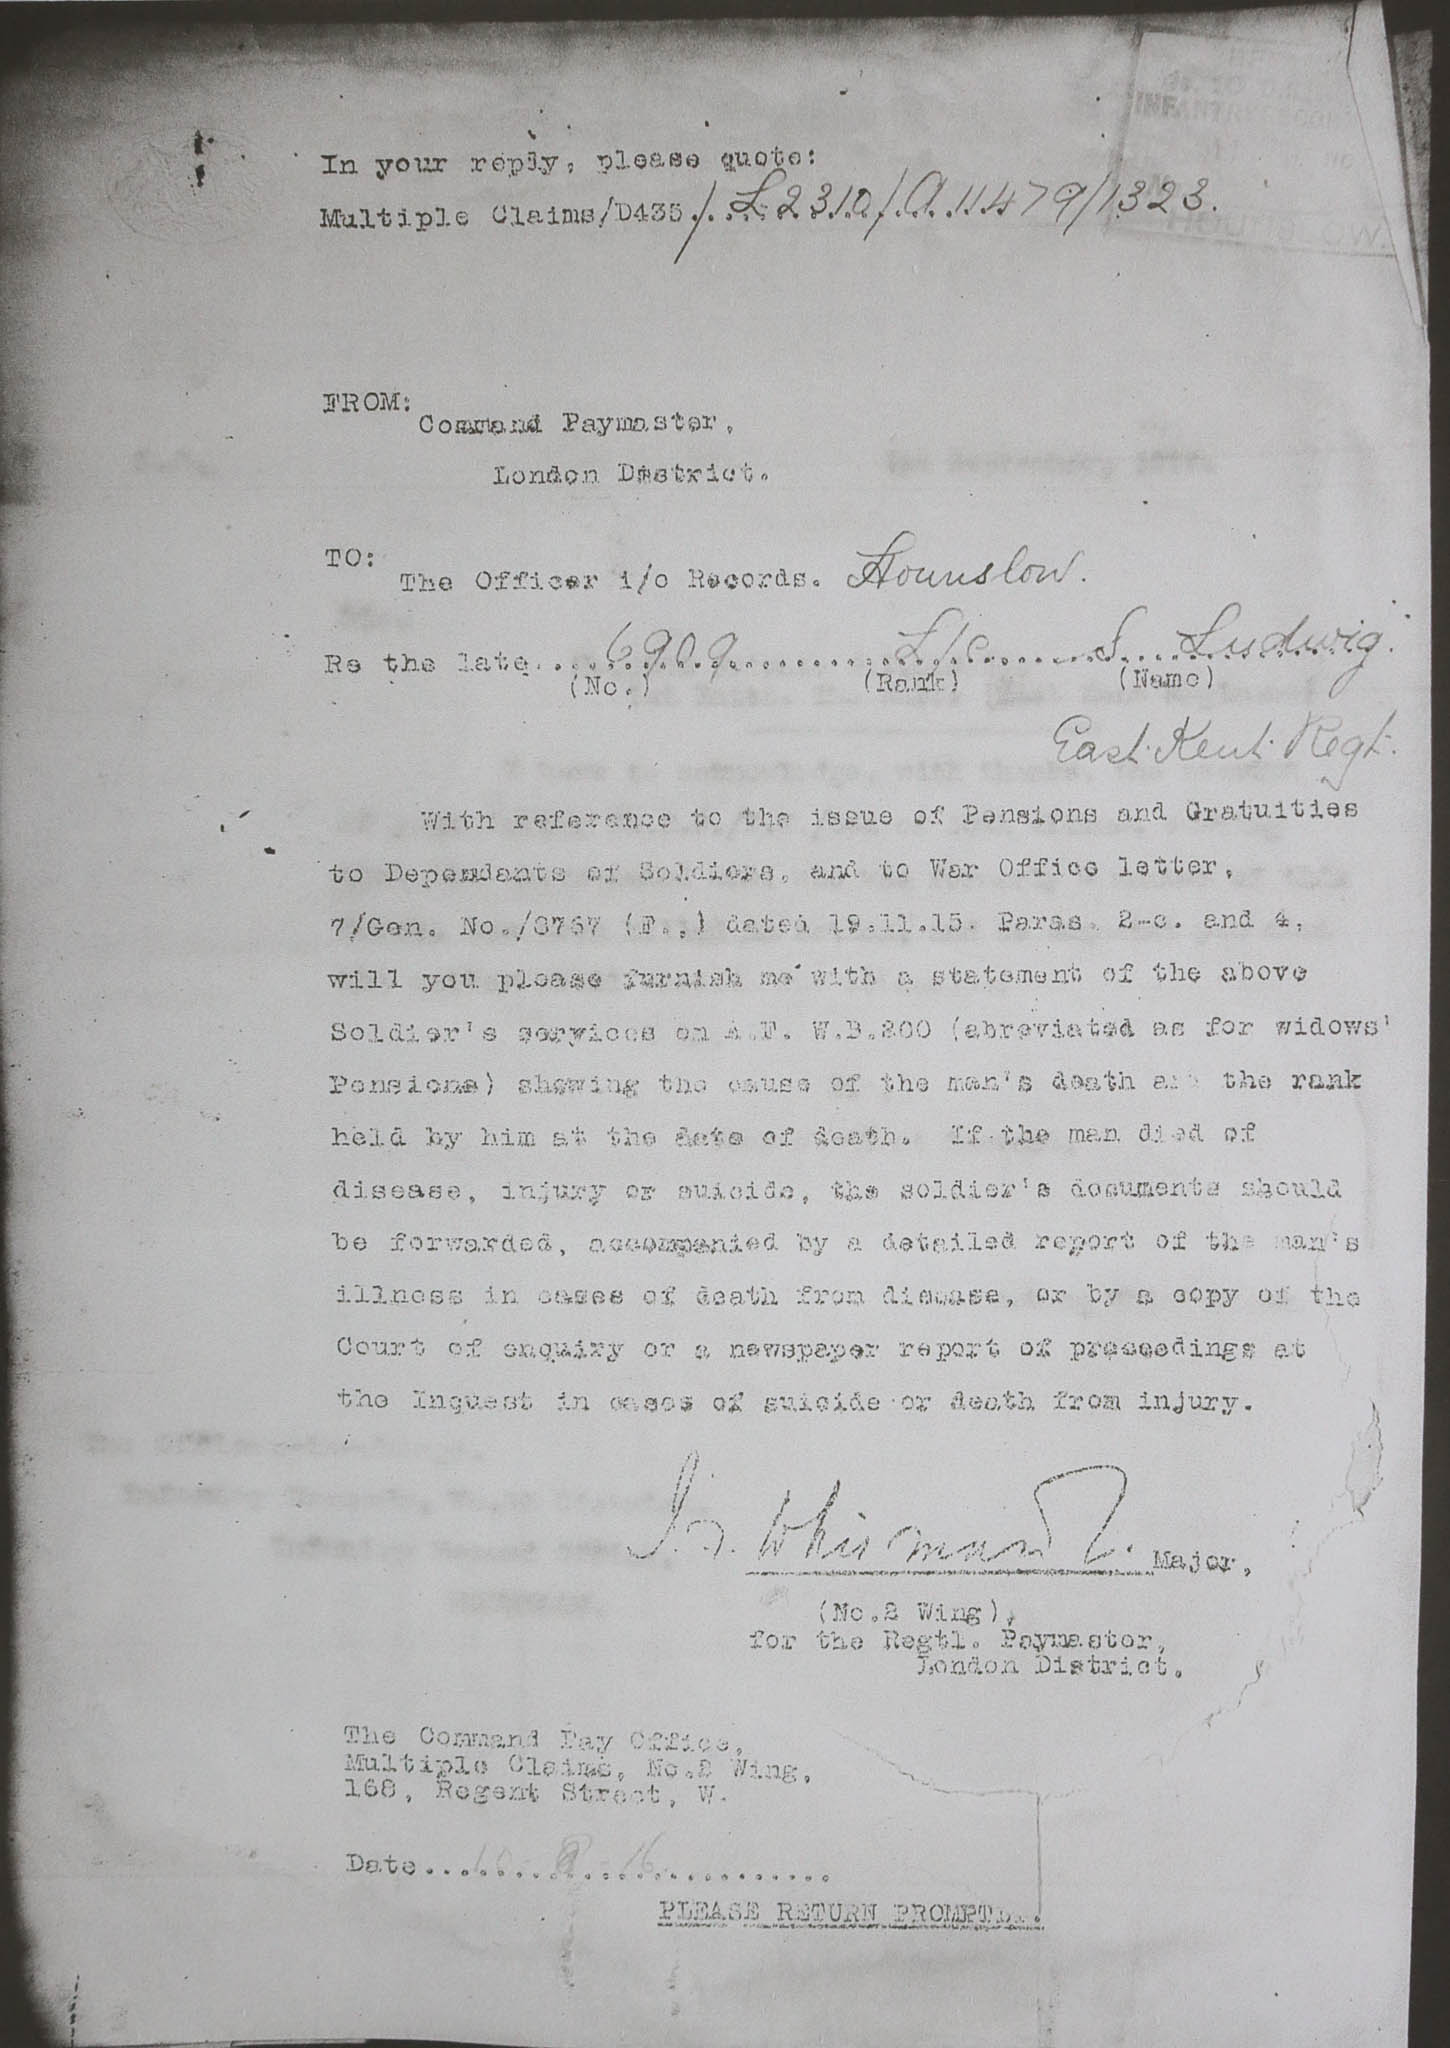 In your reply, please quote:
Multiple Claims/D435/. L2310/A.11479/1323.
INFANTRY
HOUNSLOW.
FROM:
Command Paymaster,
London District.
TO:
The Officer i/c Records. Hounslow.
Re the late....6909.........L/C.......S. Ludwig.
(No.) (Rank) (Name)
East. Kent. Regt.
With reference to the issue of Pensions and Gratuities
to Dependants of Soldiers, and to War Office letter,
7/Gen. No./3767 (F.,) dated 19.11.15. Paras. 2-c. and 4,
will you please furnish me with a statement of the above
Soldier's services on A.F. W.B.200 (abreviated as for widows'
Pensions) showing the cause of the man's death and the rank
held by him at the date of death. If the man died of
disease, injury or suicide, the soldier's documents should
be forwarded, accompanied by a detailed report of the man's
illness in cases of death from disease, or by a copy of the
Court of enquiry or a newspaper report of proceedings at
the Inquest in cases of suicide or death from injury.
Major,
(No.2 Wing),
for the Regtl. Paymaster,
London District.
The Command Pay Office,
Multiple Claims, No.2 Wing,
168, Regent Street, W.
Date....10-8-16............
PLEASE RETURN PROMPTLY.